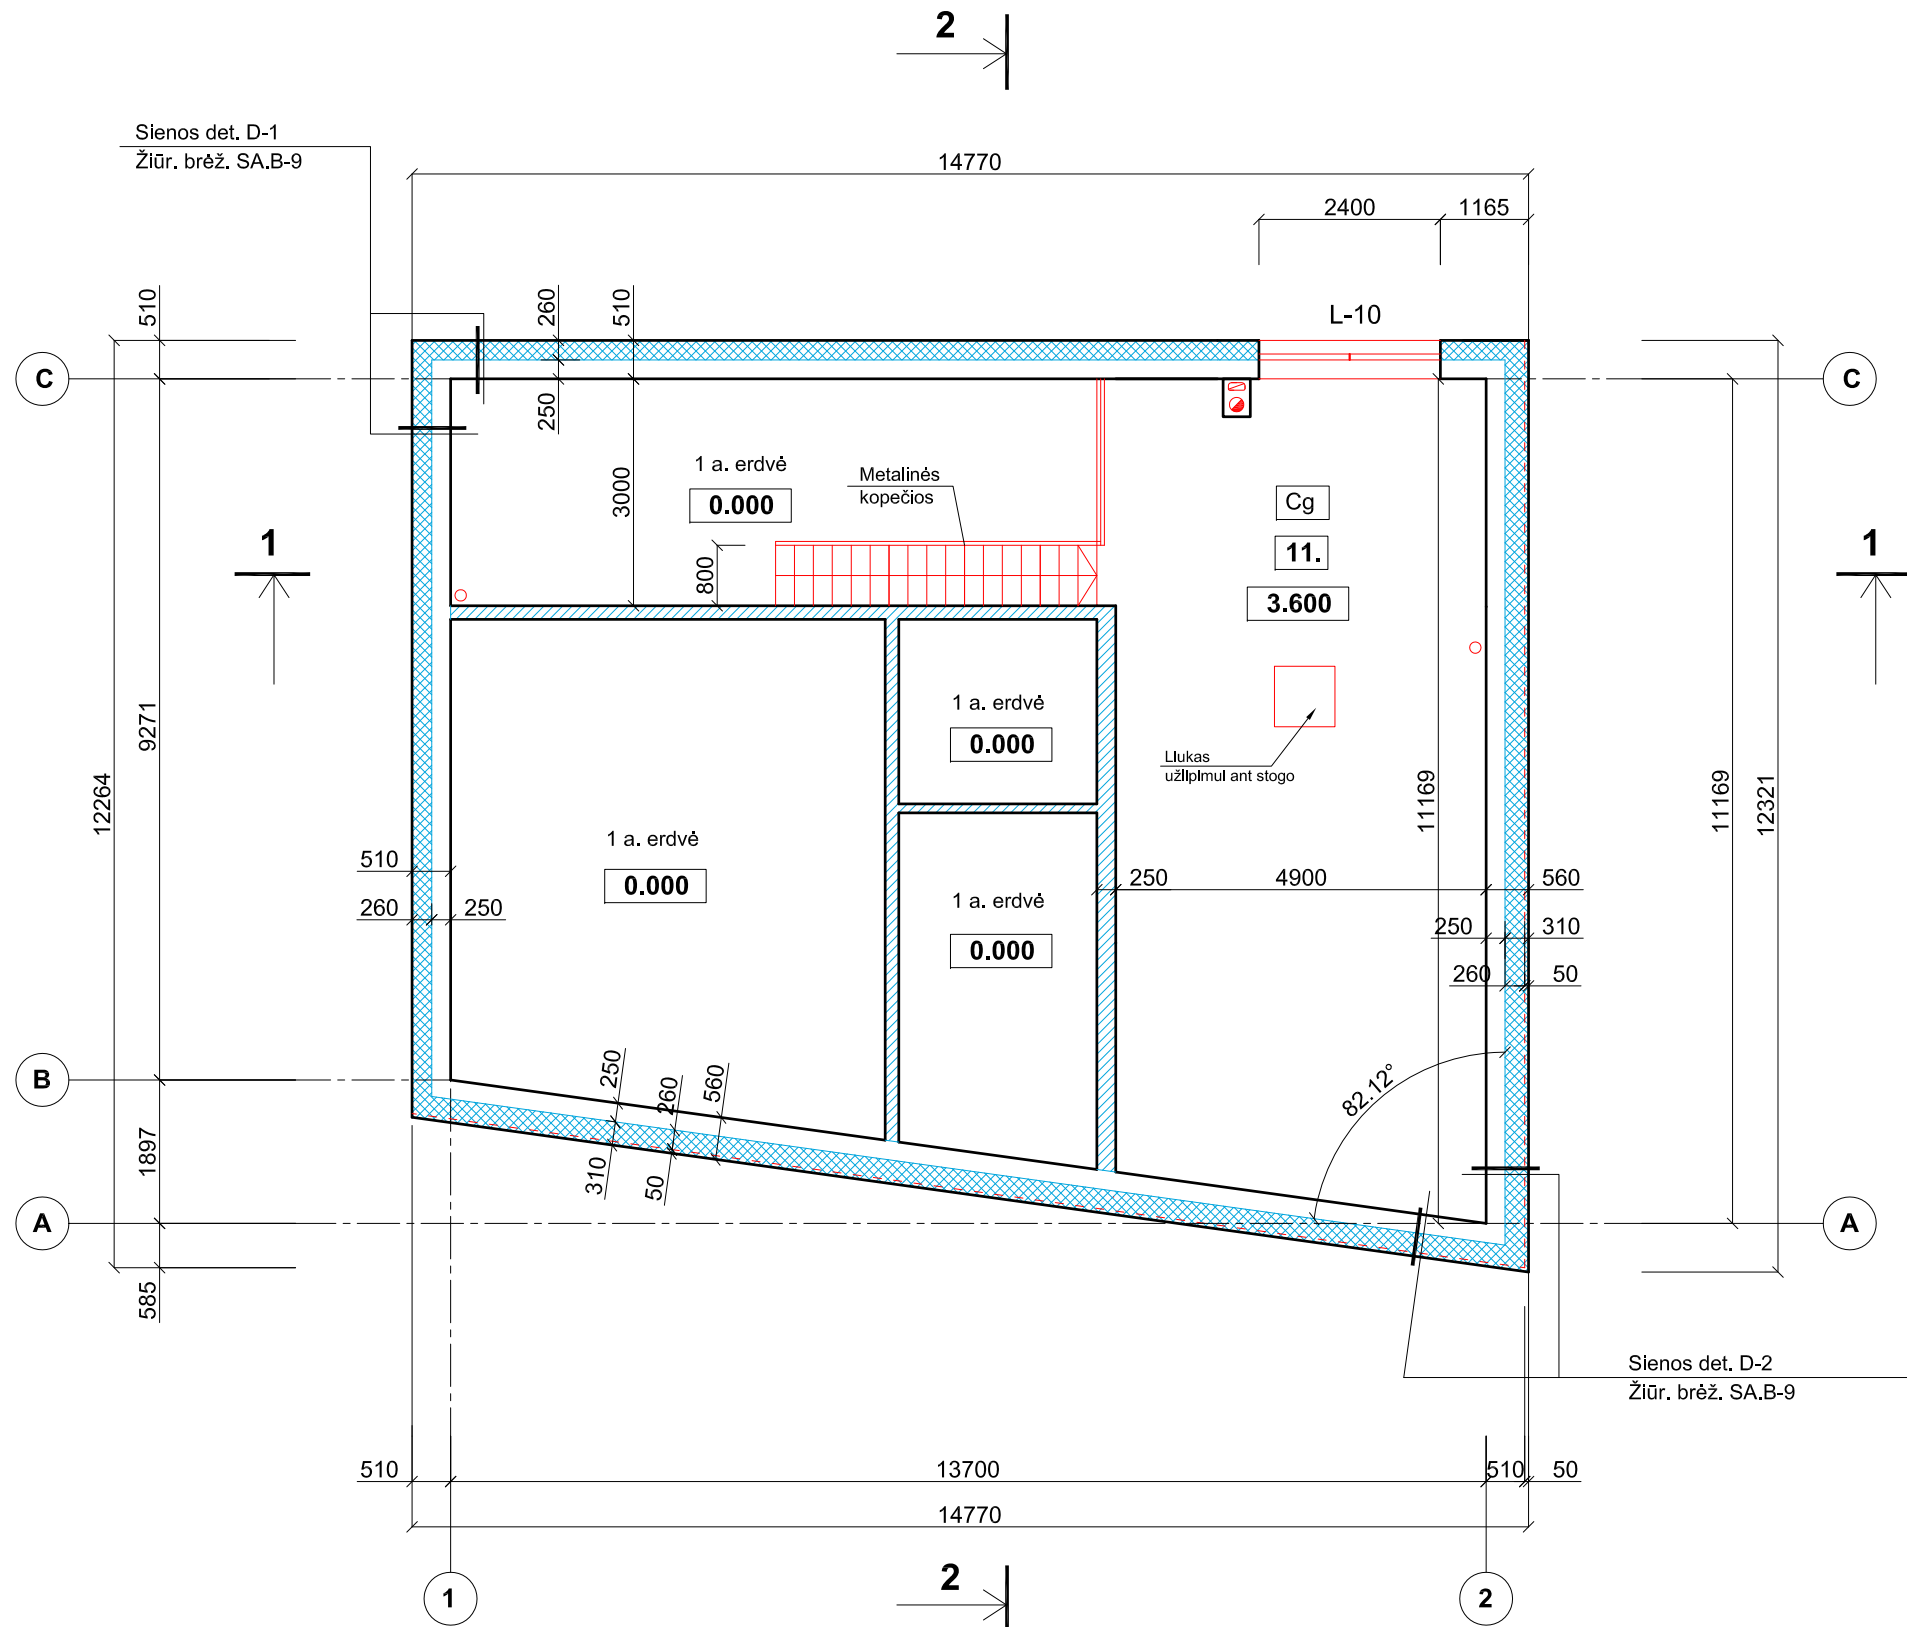 2
Sienos det. D-1
Žiūr. brėž. SA.B-9
14770
2400
1165
510
260
510
L-10
C
C
250
3000
1 a. erdvė
0.000
Metalinės
kopėčios
Cg
11.
3.600
1
1
800
9271
12264
1 a. erdvė
0.000
Liukas
užlipimui ant stogo
11169
11169
12321
1 a. erdvė
0.000
510
260
250
250
4900
560
1 a. erdvė
0.000
250
310
260
50
B
250
260
560
82.12°
1897
310
50
A
A
585
Sienos det. D-2
Žiūr. brėž. SA.B-9
510
13700
510
50
14770
2
1
2